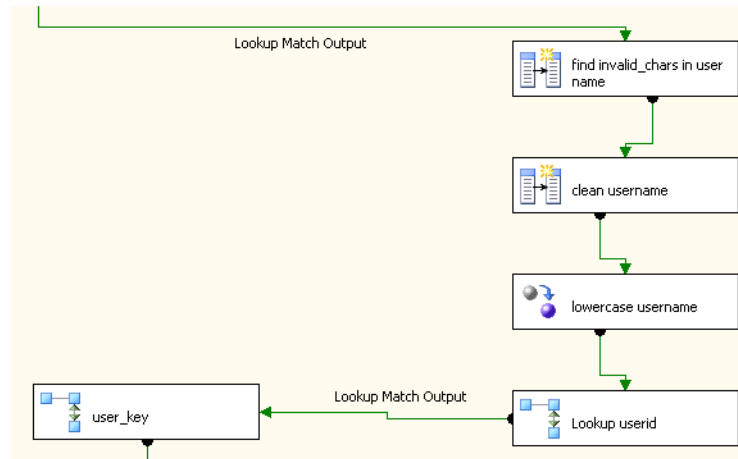 Lookup Match Output
find invalid_chars in user
name
clean username
lowercase username
Lookup Match Output
user_key
Lookup userid